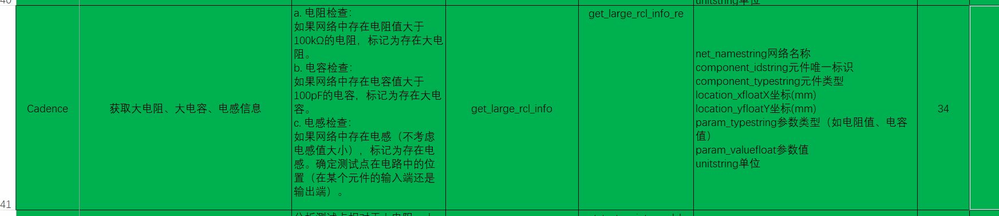 40
unitstring单位
Cadence
获取大电阻、大电容、电感信息
a. 电阻检查：
如果网络中存在电阻值大于
100kΩ的电阻，标记为存在大电
阻。
b. 电容检查：
如果网络中存在电容值大于
100pF的电容，标记为存在大电
容。
c. 电感检查：
如果网络中存在电感（不考虑
电感值大小），标记为存在电
感。确定测试点在电路中的位
置（在某个元件的输入端还是
输出端）。
get_large_rcl_info
get_large_rcl_info_re
net_namestring网络名称
component_idstring元件唯一标识
component_typestring元件类型
location_xfloatX坐标(mm)
location_yfloatY坐标(mm)
param_typestring参数类型（如电阻值、电容
值）
param_valuefloat参数值
unitstring单位
34
41